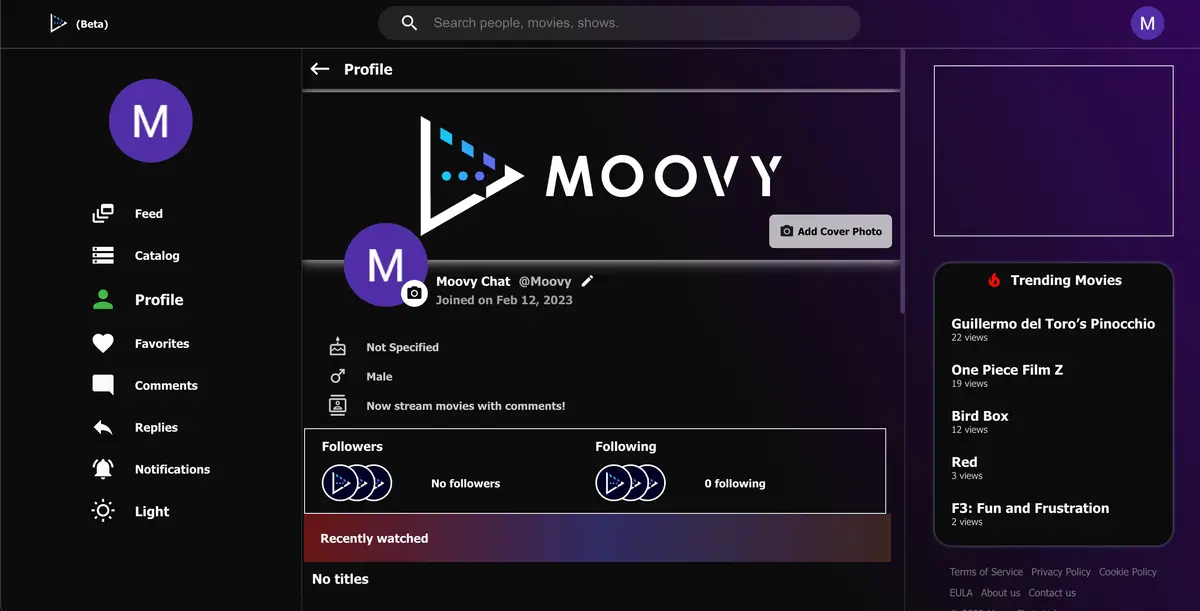 (Beta)
Search people, movies, shows.
M
M
Feed
Catalog
Profile
Favorites
Comments
Replies
Notifications
Light
Profile
MOOVY
Add Cover Photo
M
Moovy Chat @Moovy
Joined on Feb 12, 2023
Not Specified
Male
Now stream movies with comments!
Followers
No followers
Following
0 following
Recently watched
No titles
Trending Movies
Guillermo del Toro’s Pinocchio
22 views
One Piece Film Z
19 views
Bird Box
12 views
Red
3 views
F3: Fun and Frustration
2 views
Terms of Service Privacy Policy Cookie Policy
EULA About us Contact us